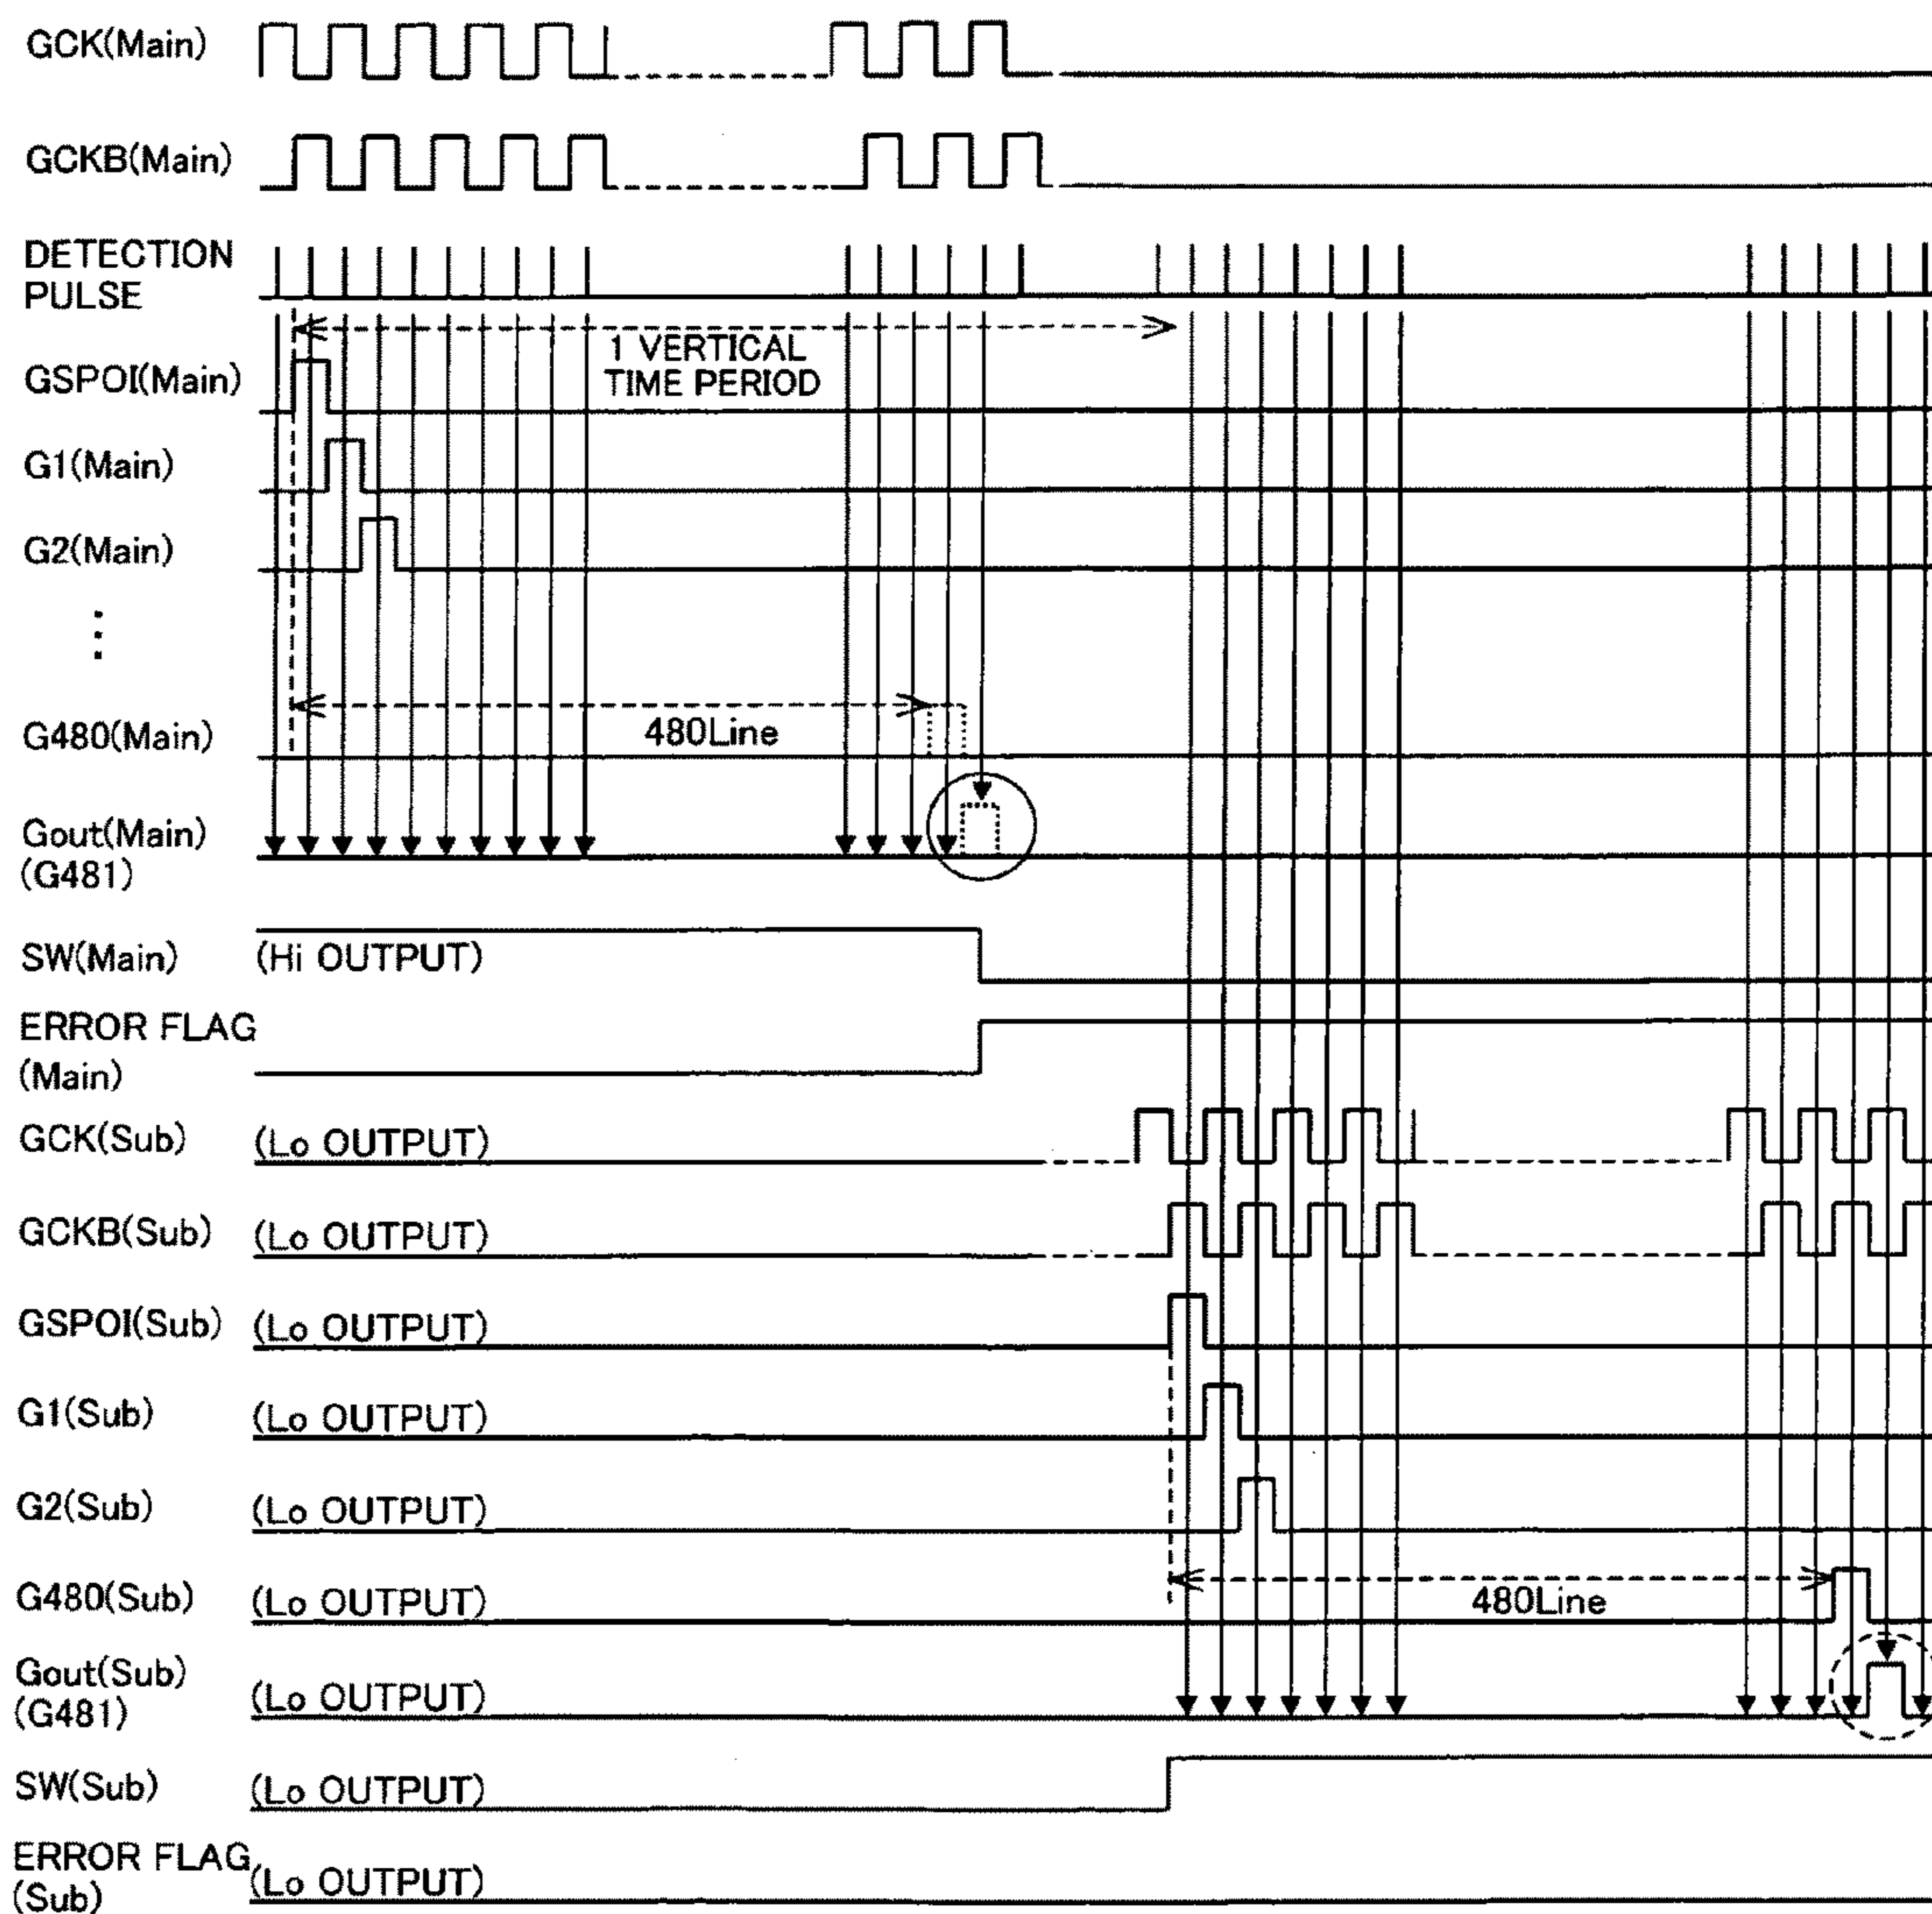 GCK(Main)
GCKB(Main)
DETECTION
PULSE
1 VERTICAL
TIME PERIOD
GSPOI(Main)
G1(Main)
G2(Main)
⋮
G480(Main)
480Line
Gout(Main)
(G481)
SW(Main) (Hi OUTPUT)
ERROR FLAG
(Main)
GCK(Sub) (Lo OUTPUT)
GCKB(Sub) (Lo OUTPUT)
GSPOI(Sub) (Lo OUTPUT)
G1(Sub) (Lo OUTPUT)
G2(Sub) (Lo OUTPUT)
G480(Sub) (Lo OUTPUT) 480Line
Gout(Sub)
(G481) (Lo OUTPUT)
SW(Sub) (Lo OUTPUT)
ERROR FLAG
(Sub) (Lo OUTPUT)